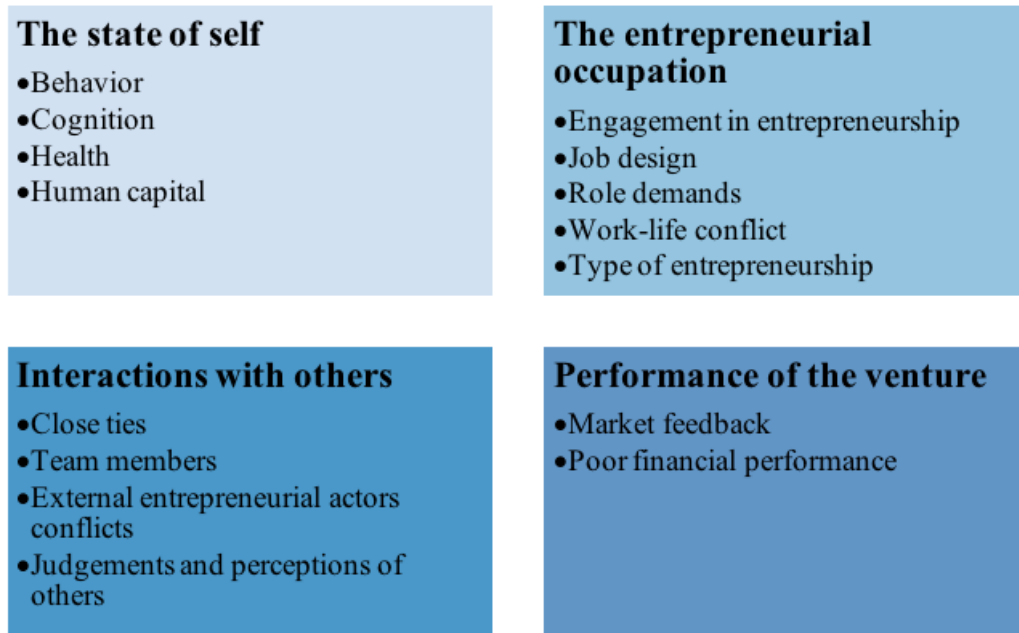 The state of self
•Behavior
•Cognition
•Health
•Human capital
The entrepreneurial
occupation
•Engagement in entrepreneurship
•Job design
•Role demands
•Work-life conflict
•Type of entrepreneurship
Interactions with others
•Close ties
•Team members
•External entrepreneurial actors
conflicts
•Judgements and perceptions of
others
Performance of the venture
•Market feedback
•Poor financial performance